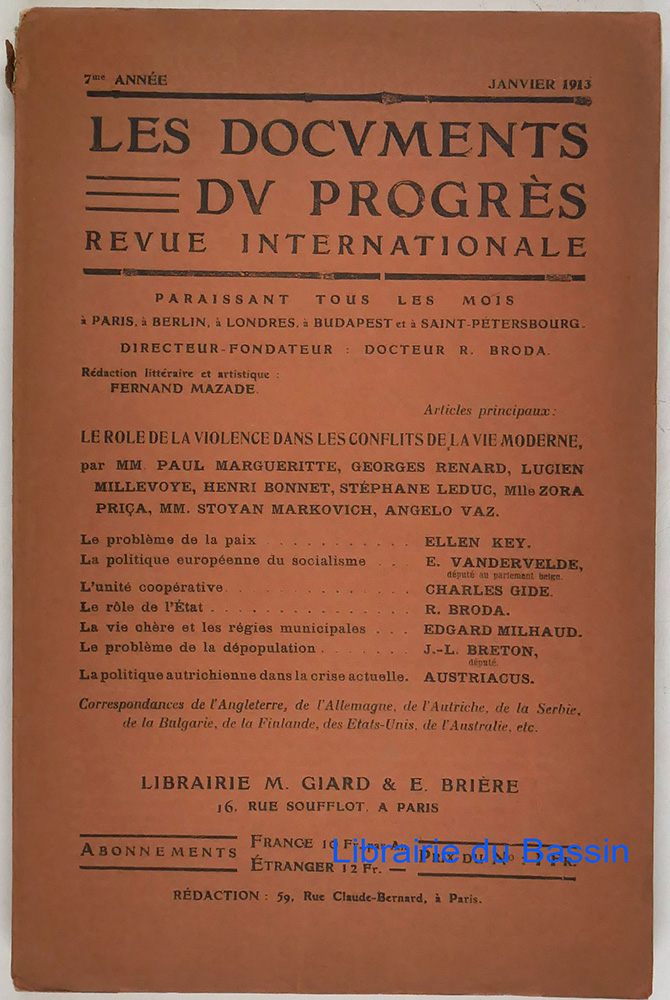 7me ANNÉE JANVIER 1913
LES DOCVMENTS
DV PROGRÈS
REVUE INTERNATIONALE
PARAISSANT TOUS LES MOIS
à PARIS, à BERLIN, à LONDRES, à BUDAPEST et à SAINT-PÉTERSBOURG.
DIRECTEUR-FONDATEUR : DOCTEUR R. BRODA.
Rédaction littéraire et artistique :
FERNAND MAZADE.
Articles principaux :
LE ROLE DE LA VIOLENCE DANS LES CONFLITS DE LA VIE MODERNE,
par MM. PAUL MARGUERITTE, GEORGES RENARD, LUCIEN
MILLEVOYE, HENRI BONNET, STÉPHANE LEDUC, Mlle ZORA
PRIÇA, MM. STOYAN MARKOVICH, ANGELO VAZ.
Le problème de la paix . . . . . . . . . . . ELLEN KEY.
La politique européenne du socialisme . . . E. VANDERVELDE,
député au parlement belge.
L'unité coopérative . . . . . . . . . . . . . . CHARLES GIDE.
Le rôle de l'État . . . . . . . . . . . . . . . R. BRODA.
La vie chère et les régies municipales . . . EDGARD MILHAUD.
Le problème de la dépopulation . . . . . . . J.-L. BRETON,
député.
La politique autrichienne dans la crise actuelle. AUSTRIACUS.
Correspondances de l'Angleterre, de l'Allemagne, de l'Autriche, de la Serbie,
de la Bulgarie, de la Finlande, des Etats-Unis, de l'Australie, etc.
LIBRAIRIE M. GIARD & E. BRIÈRE
16, RUE SOUFFLOT, A PARIS
ABONNEMENTS
FRANCE 10 Fr. par An
ÉTRANGER 12 Fr. —
PRIX DU No : 1 FR.
Librairie du Bassin
RÉDACTION : 59, Rue Claude-Bernard, à Paris.